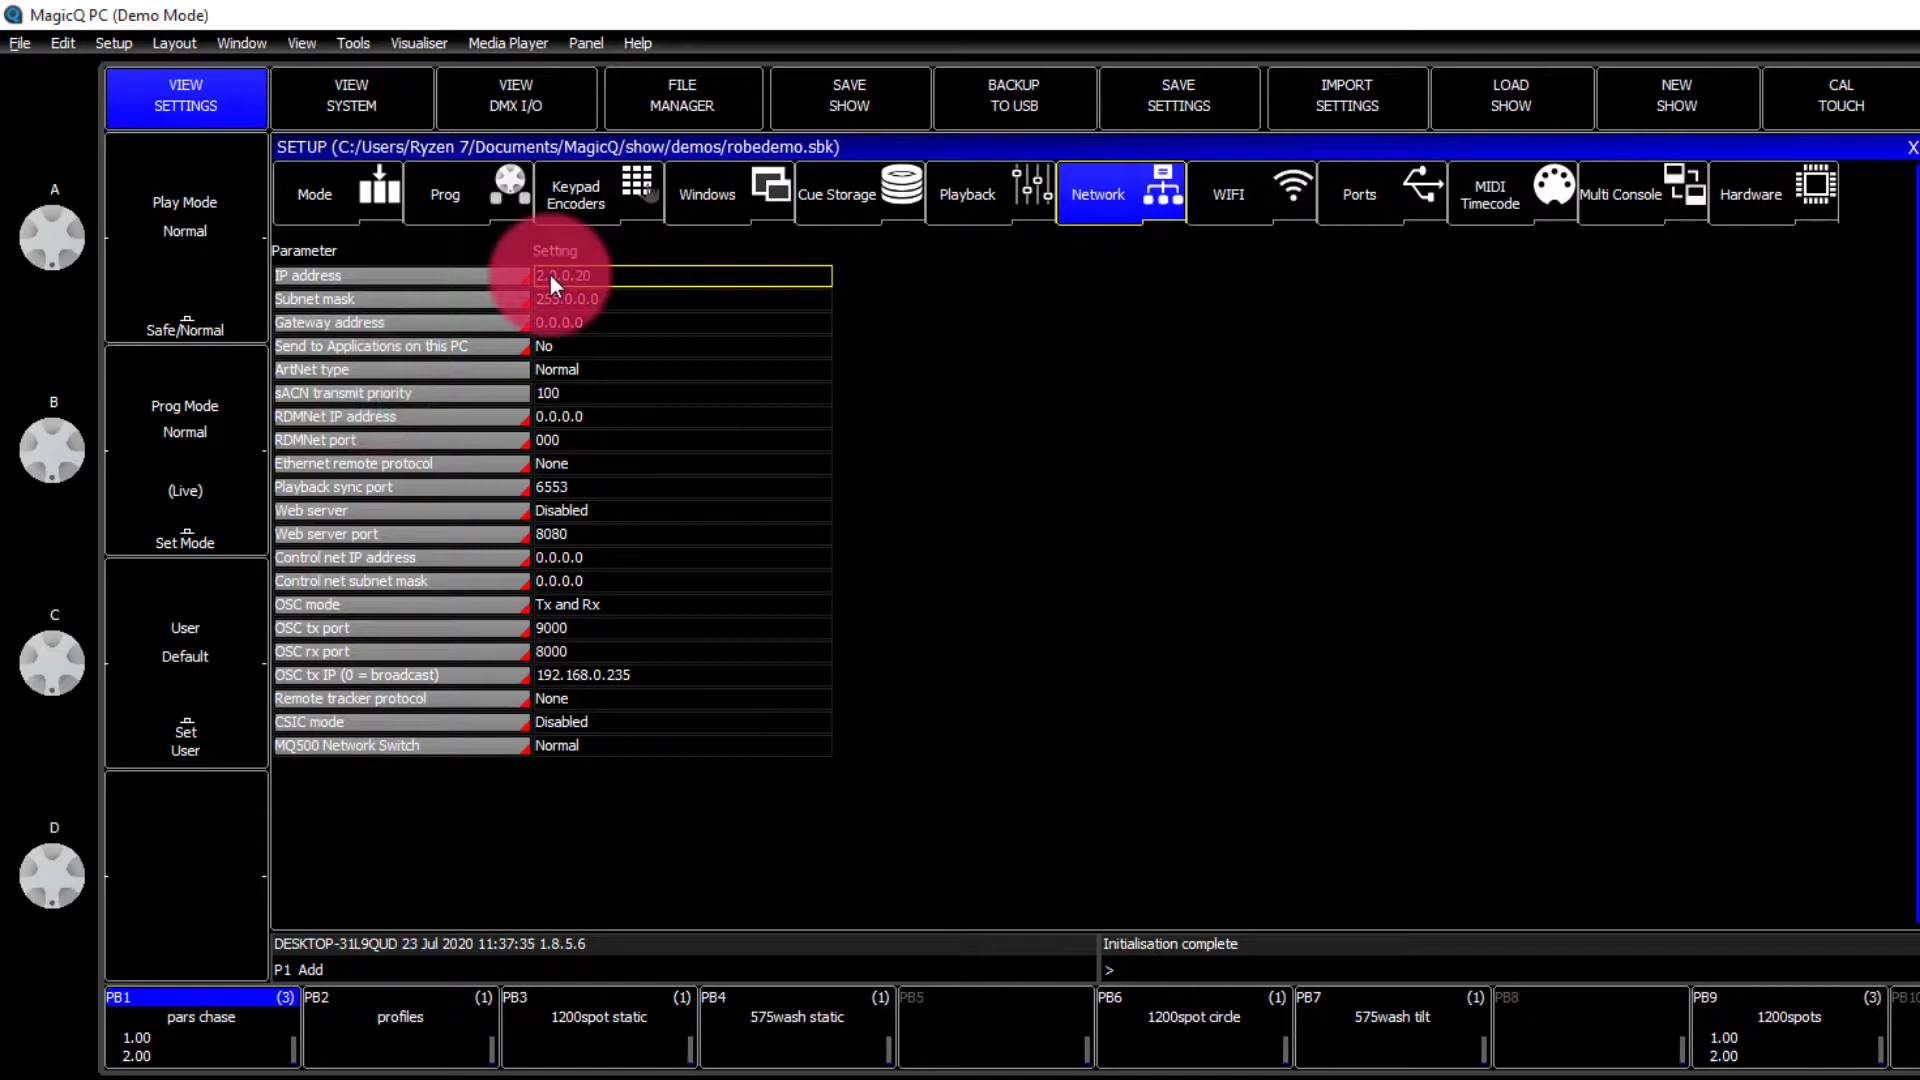 MagicQ PC (Demo Mode)
File Edit Setup Layout Window View Tools Visualiser Media Player Panel Help
VIEW SETTINGS
VIEW SYSTEM
VIEW DMX I/O
FILE MANAGER
SAVE SHOW
BACKUP TO USB
SAVE SETTINGS
IMPORT SETTINGS
LOAD SHOW
NEW SHOW
CAL TOUCH
SETUP (C:/Users/Ryzen 7/Documents/MagicQ/show/demos/robedemo.sbk) X
Mode
Prog
Keypad Encoders
Windows
Cue Storage
Playback
Network
WIFI
Ports
MIDI Timecode
Multi Console
Hardware
A
Play Mode
Normal
Safe/Normal
B
Prog Mode
Normal
(Live)
Set Mode
C
User
Default
Set
User
D
Parameter Setting
IP address 2.0.0.20
Subnet mask 255.0.0.0
Gateway address 0.0.0.0
Send to Applications on this PC No
ArtNet type Normal
sACN transmit priority 100
RDMNet IP address 0.0.0.0
RDMNet port 000
Ethernet remote protocol None
Playback sync port 6553
Web server Disabled
Web server port 8080
Control net IP address 0.0.0.0
Control net subnet mask 0.0.0.0
OSC mode Tx and Rx
OSC tx port 9000
OSC rx port 8000
OSC tx IP (0 = broadcast) 192.168.0.235
Remote tracker protocol None
CSIC mode Disabled
MQ500 Network Switch Normal
DESKTOP-31L9QUD 23 Jul 2020 11:37:35 1.8.5.6
Initialisation complete
P1 Add
>
PB1 (3)
pars chase
1.00
2.00
PB2 (1)
profiles
PB3 (1)
1200spot static
PB4 (1)
575wash static
PB5
PB6 (1)
1200spot circle
PB7 (1)
575wash tilt
PB8
PB9 (3)
1200spots
1.00
2.00
PB10